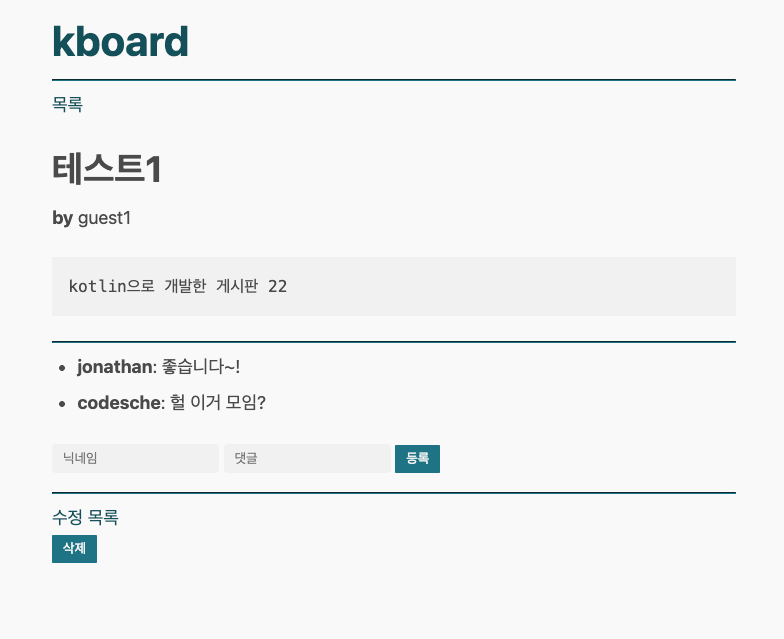 kboard
목록
테스트1
by guest1
kotlin으로 개발한 게시판 22
jonathan: 좋습니다~!
codesche: 헐 이거 모임?
닉네임 댓글 등록
수정 목록
삭제